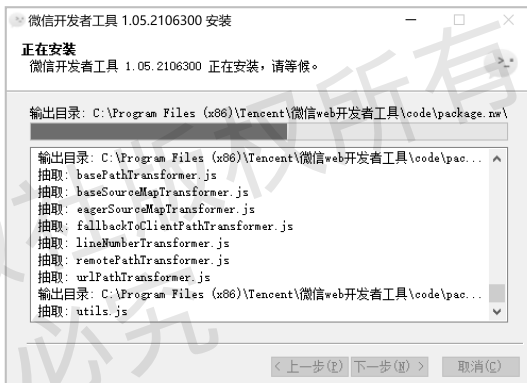 微信开发者工具 1.05.2106300 安装
正在安装
微信开发者工具 1.05.2106300 正在安装，请等候。
输出目录: C:\Program Files (x86)\Tencent\微信web开发者工具\code\package.nw\
输出目录: C:\Program Files (x86)\Tencent\微信web开发者工具\code\pac...
抽取: basePathTransformer.js
抽取: baseSourceMapTransformer.js
抽取: eagerSourceMapTransformer.js
抽取: fallbackToClientPathTransformer.js
抽取: lineNumberTransformer.js
抽取: remotePathTransformer.js
抽取: urlPathTransformer.js
输出目录: C:\Program Files (x86)\Tencent\微信web开发者工具\code\pac...
抽取: utils.js
< 上一步(P) 下一步(N) > 取消(C)
社版权所有
必究